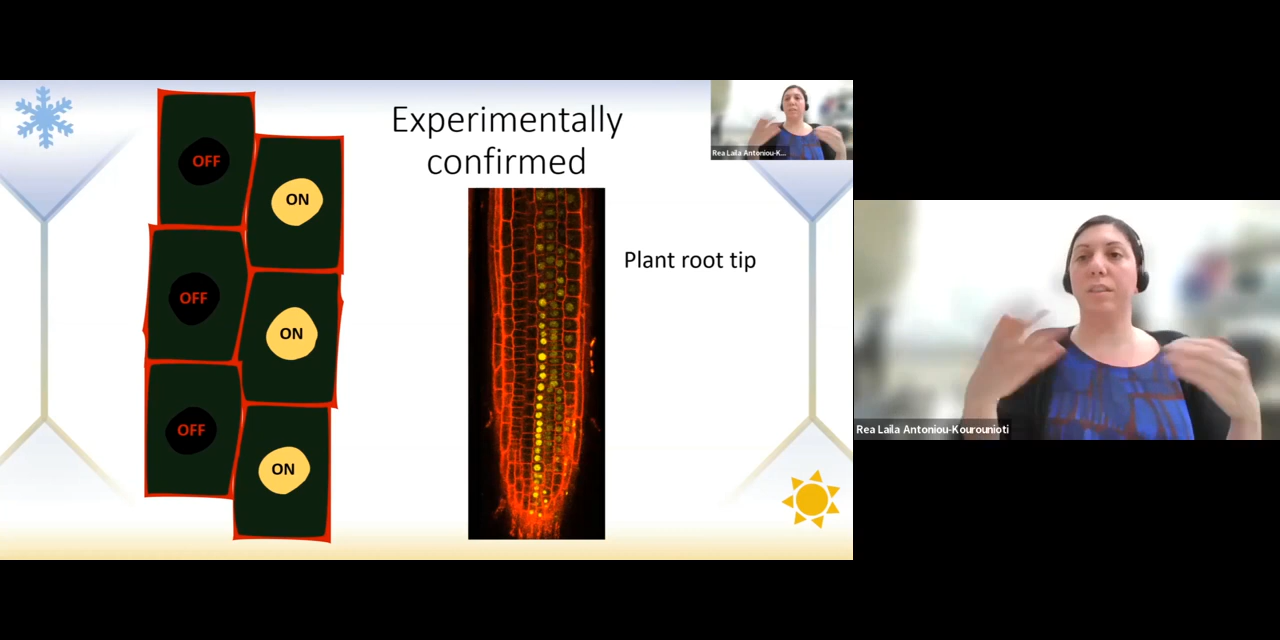 Experimentally
confirmed
Rea Laila Antoniou-K...
OFF
ON
Plant root tip
OFF
ON
OFF
ON
Rea Laila Antoniou-Kourounioti